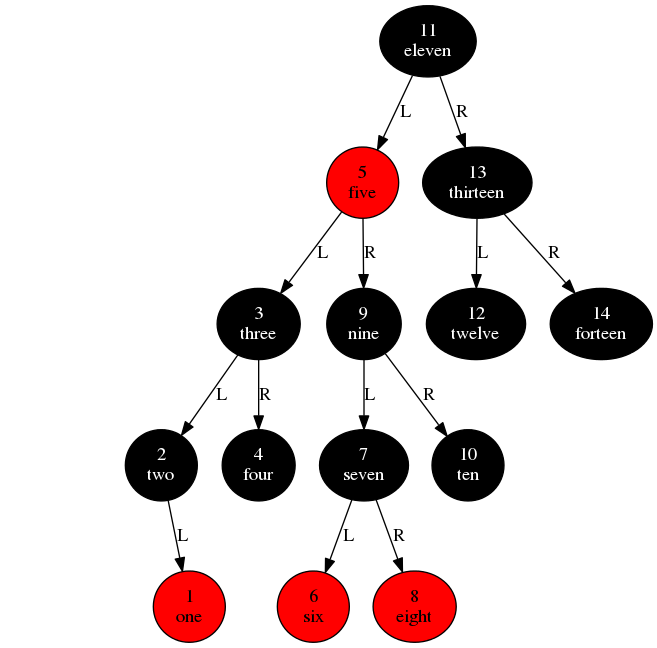 11
eleven
L
R
5
five
13
thirteen
L
R
L
R
3
three
9
nine
12
twelve
14
forteen
L
R
L
R
2
two
4
four
7
seven
10
ten
L
L
R
1
one
6
six
8
eight